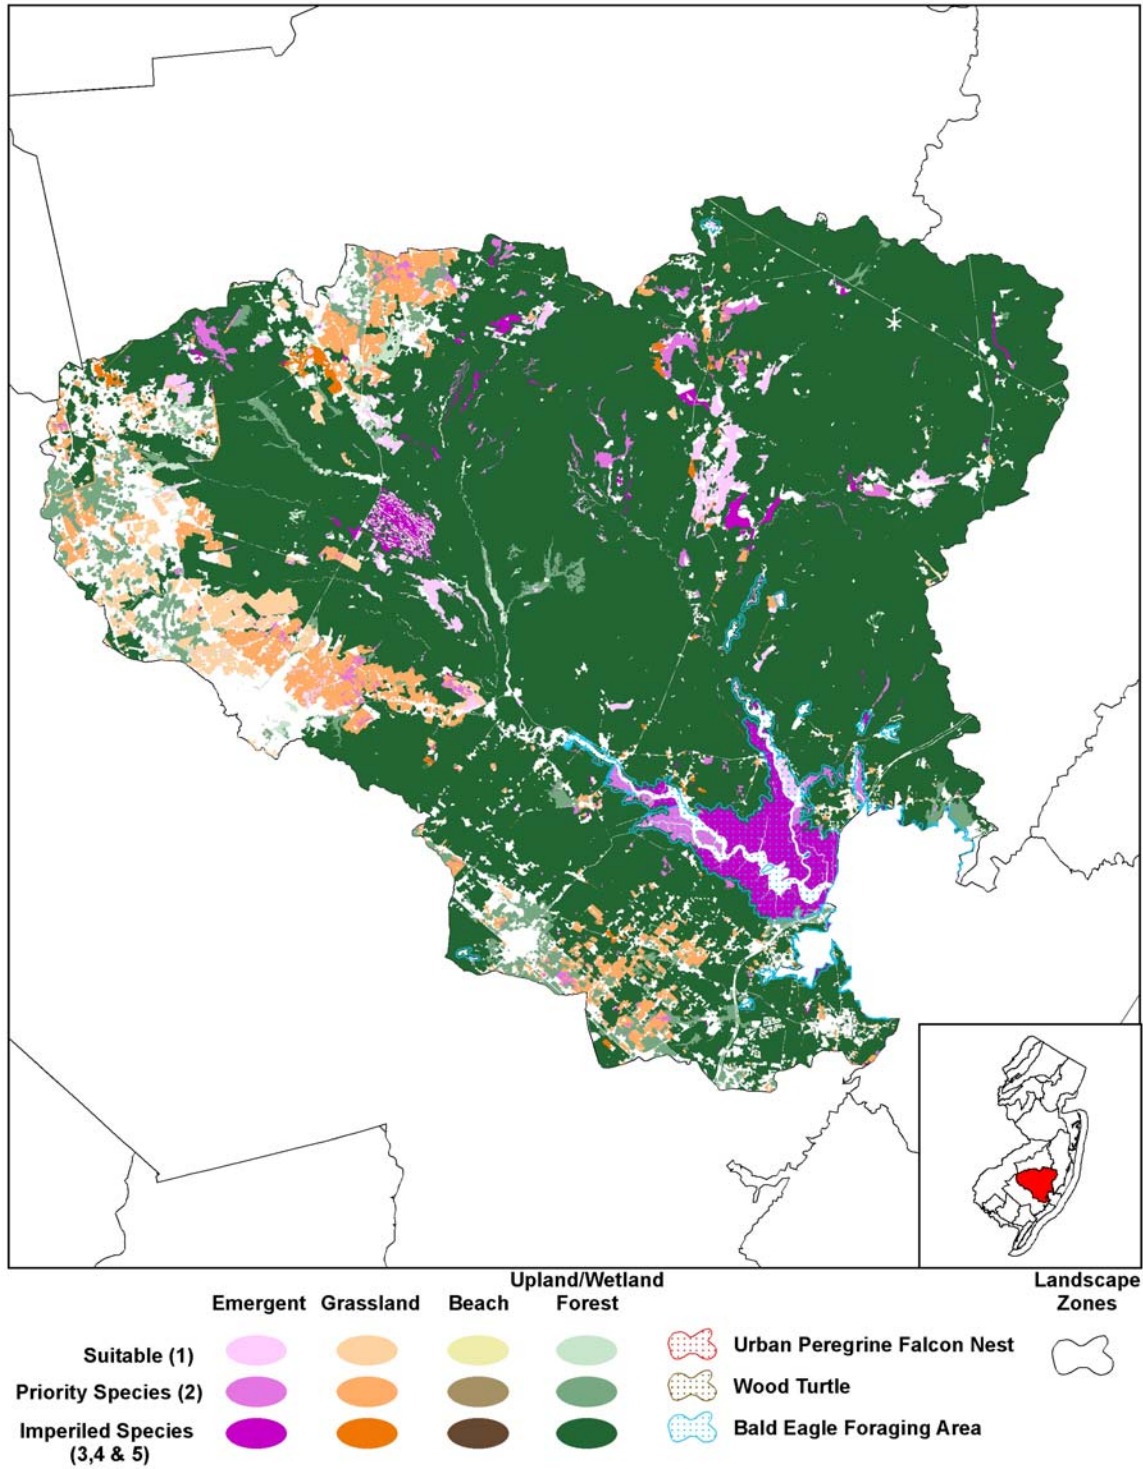 Upland/Wetland
Landscape
Emergent Grassland Beach Forest Zones
Suitable (1)
Urban Peregrine Falcon Nest
Priority Species (2)
Wood Turtle
Imperiled Species
Bald Eagle Foraging Area
(3,4 & 5)